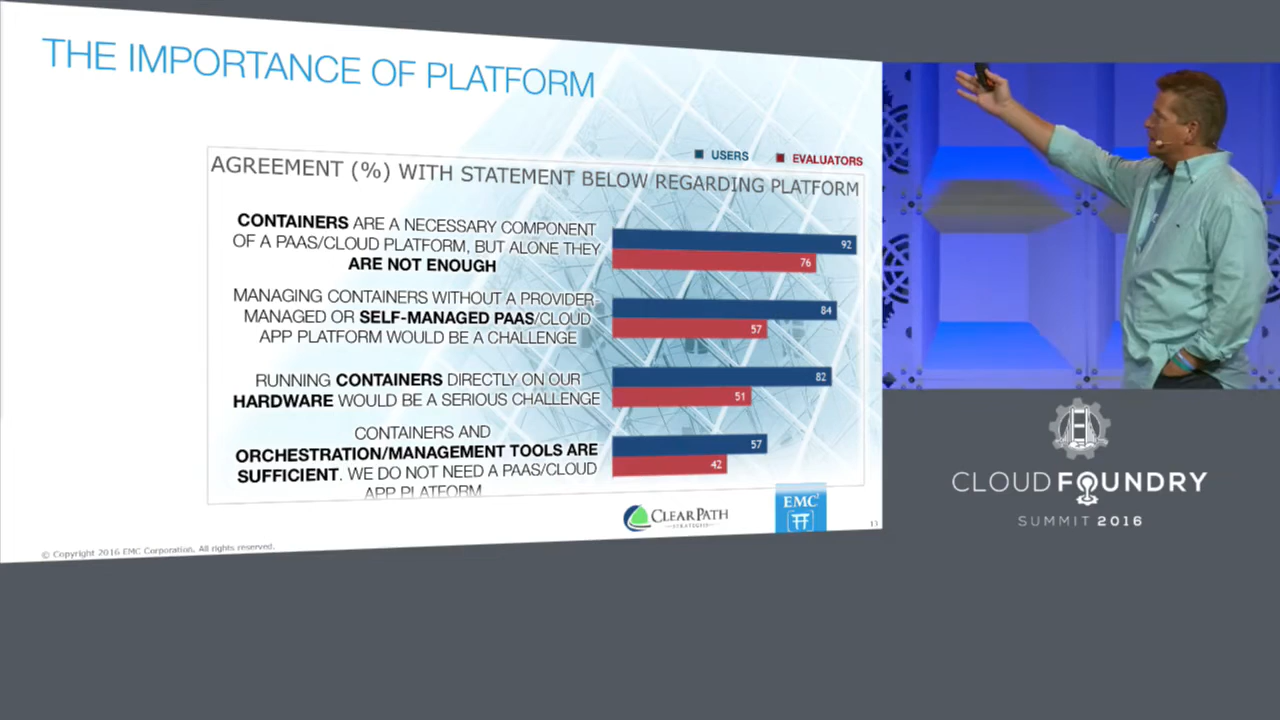 THE IMPORTANCE OF PLATFORM
USERS EVALUATORS
AGREEMENT (%) WITH STATEMENT BELOW REGARDING PLATFORM
CONTAINERS ARE A NECESSARY COMPONENT
OF A PAAS/CLOUD PLATFORM, BUT ALONE THEY
ARE NOT ENOUGH
92
76
MANAGING CONTAINERS WITHOUT A PROVIDER-
MANAGED OR SELF-MANAGED PAAS/CLOUD
APP PLATFORM WOULD BE A CHALLENGE
84
57
RUNNING CONTAINERS DIRECTLY ON OUR
HARDWARE WOULD BE A SERIOUS CHALLENGE
82
51
CONTAINERS AND
ORCHESTRATION/MANAGEMENT TOOLS ARE
SUFFICIENT. WE DO NOT NEED A PAAS/CLOUD
APP PLATFORM
57
42
CLEARPATH
STRATEGIES
EMC²
13
© Copyright 2016 EMC Corporation. All rights reserved.
CLOUD FOUNDRY
SUMMIT 2016